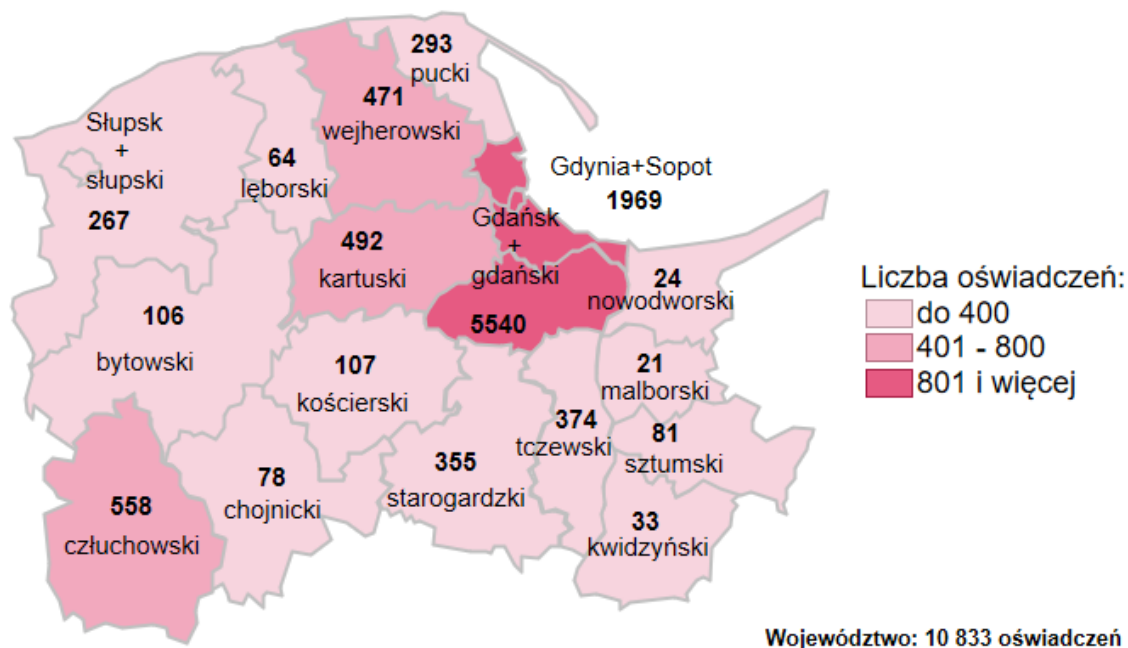 293
pucki
471
wejherowski
Słupsk
+
słupski
267
64
lęborski
Gdynia+Sopot
1969
Gdańsk
+
gdański
5540
492
kartuski
24
nowodworski
106
bytowski
107
kościerski
21
malborski
374
tczewski
81
sztumski
355
starogardzki
78
chojnicki
558
człuchowski
33
kwidzyński
Liczba oświadczeń:
do 400
401 - 800
801 i więcej
Województwo: 10 833 oświadczeń